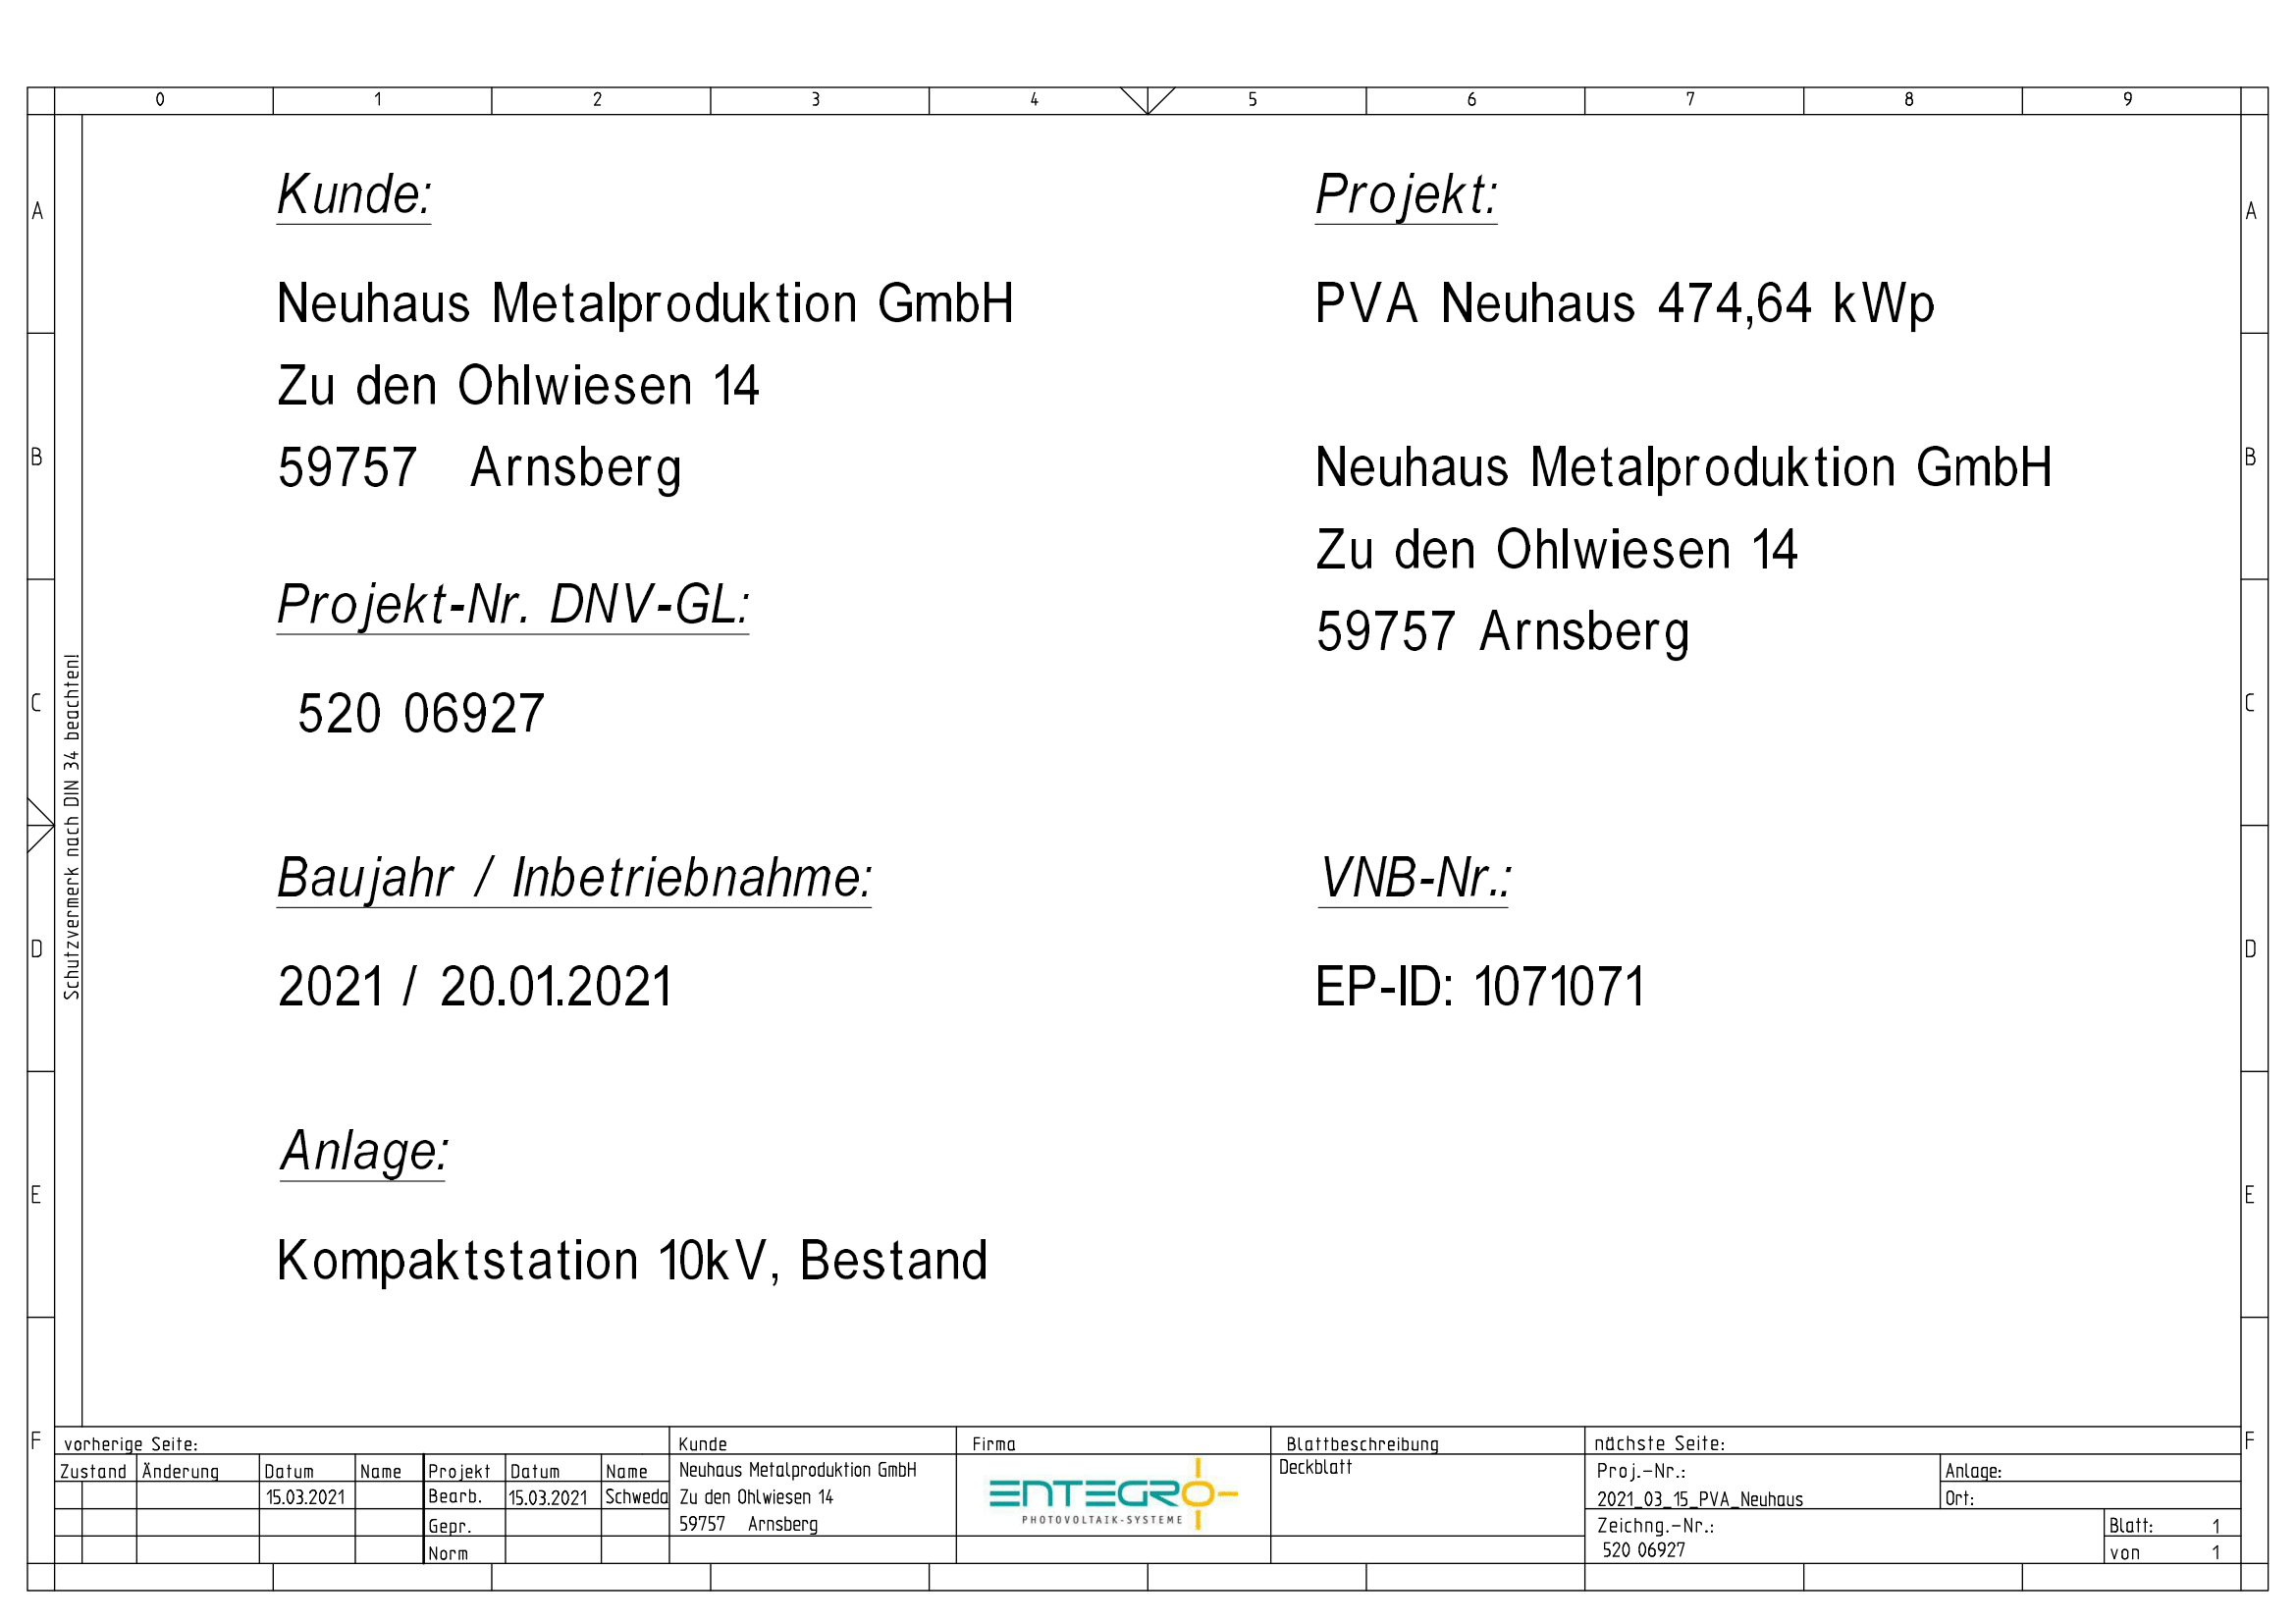 0 1 2 3 4 5 6 7 8 9
Kunde:
Neuhaus Metalproduktion GmbH
Zu den Ohlwiesen 14
59757 Arnsberg
Projekt-Nr. DNV-GL:
520 06927
Baujahr / Inbetriebnahme:
2021 / 20.01.2021
Anlage:
Kompaktstation 10kV, Bestand
Projekt:
PVA Neuhaus 474,64 kWp
Neuhaus Metalproduktion GmbH
Zu den Ohlwiesen 14
59757 Arnsberg
VNB-Nr.:
EP-ID: 1071071
A A
B B
C C
D D
E E
F F
Schutzvermerk nach DIN 34 beachten!
vorherige Seite:
Zustand Änderung Datum Name Projekt Datum Name
15.03.2021 Bearb. 15.03.2021 Schweda
Gepr.
Norm
Kunde
Neuhaus Metalproduktion GmbH
Zu den Ohlwiesen 14
59757 Arnsberg
Firma
ENTEGRO
PHOTOVOLTAIK-SYSTEME
Blattbeschreibung
Deckblatt
nächste Seite:
Proj.-Nr.:
2021_03_15_PVA_Neuhaus
Anlage:
Ort:
Zeichng.-Nr.:
520 06927
Blatt: 1
von 1